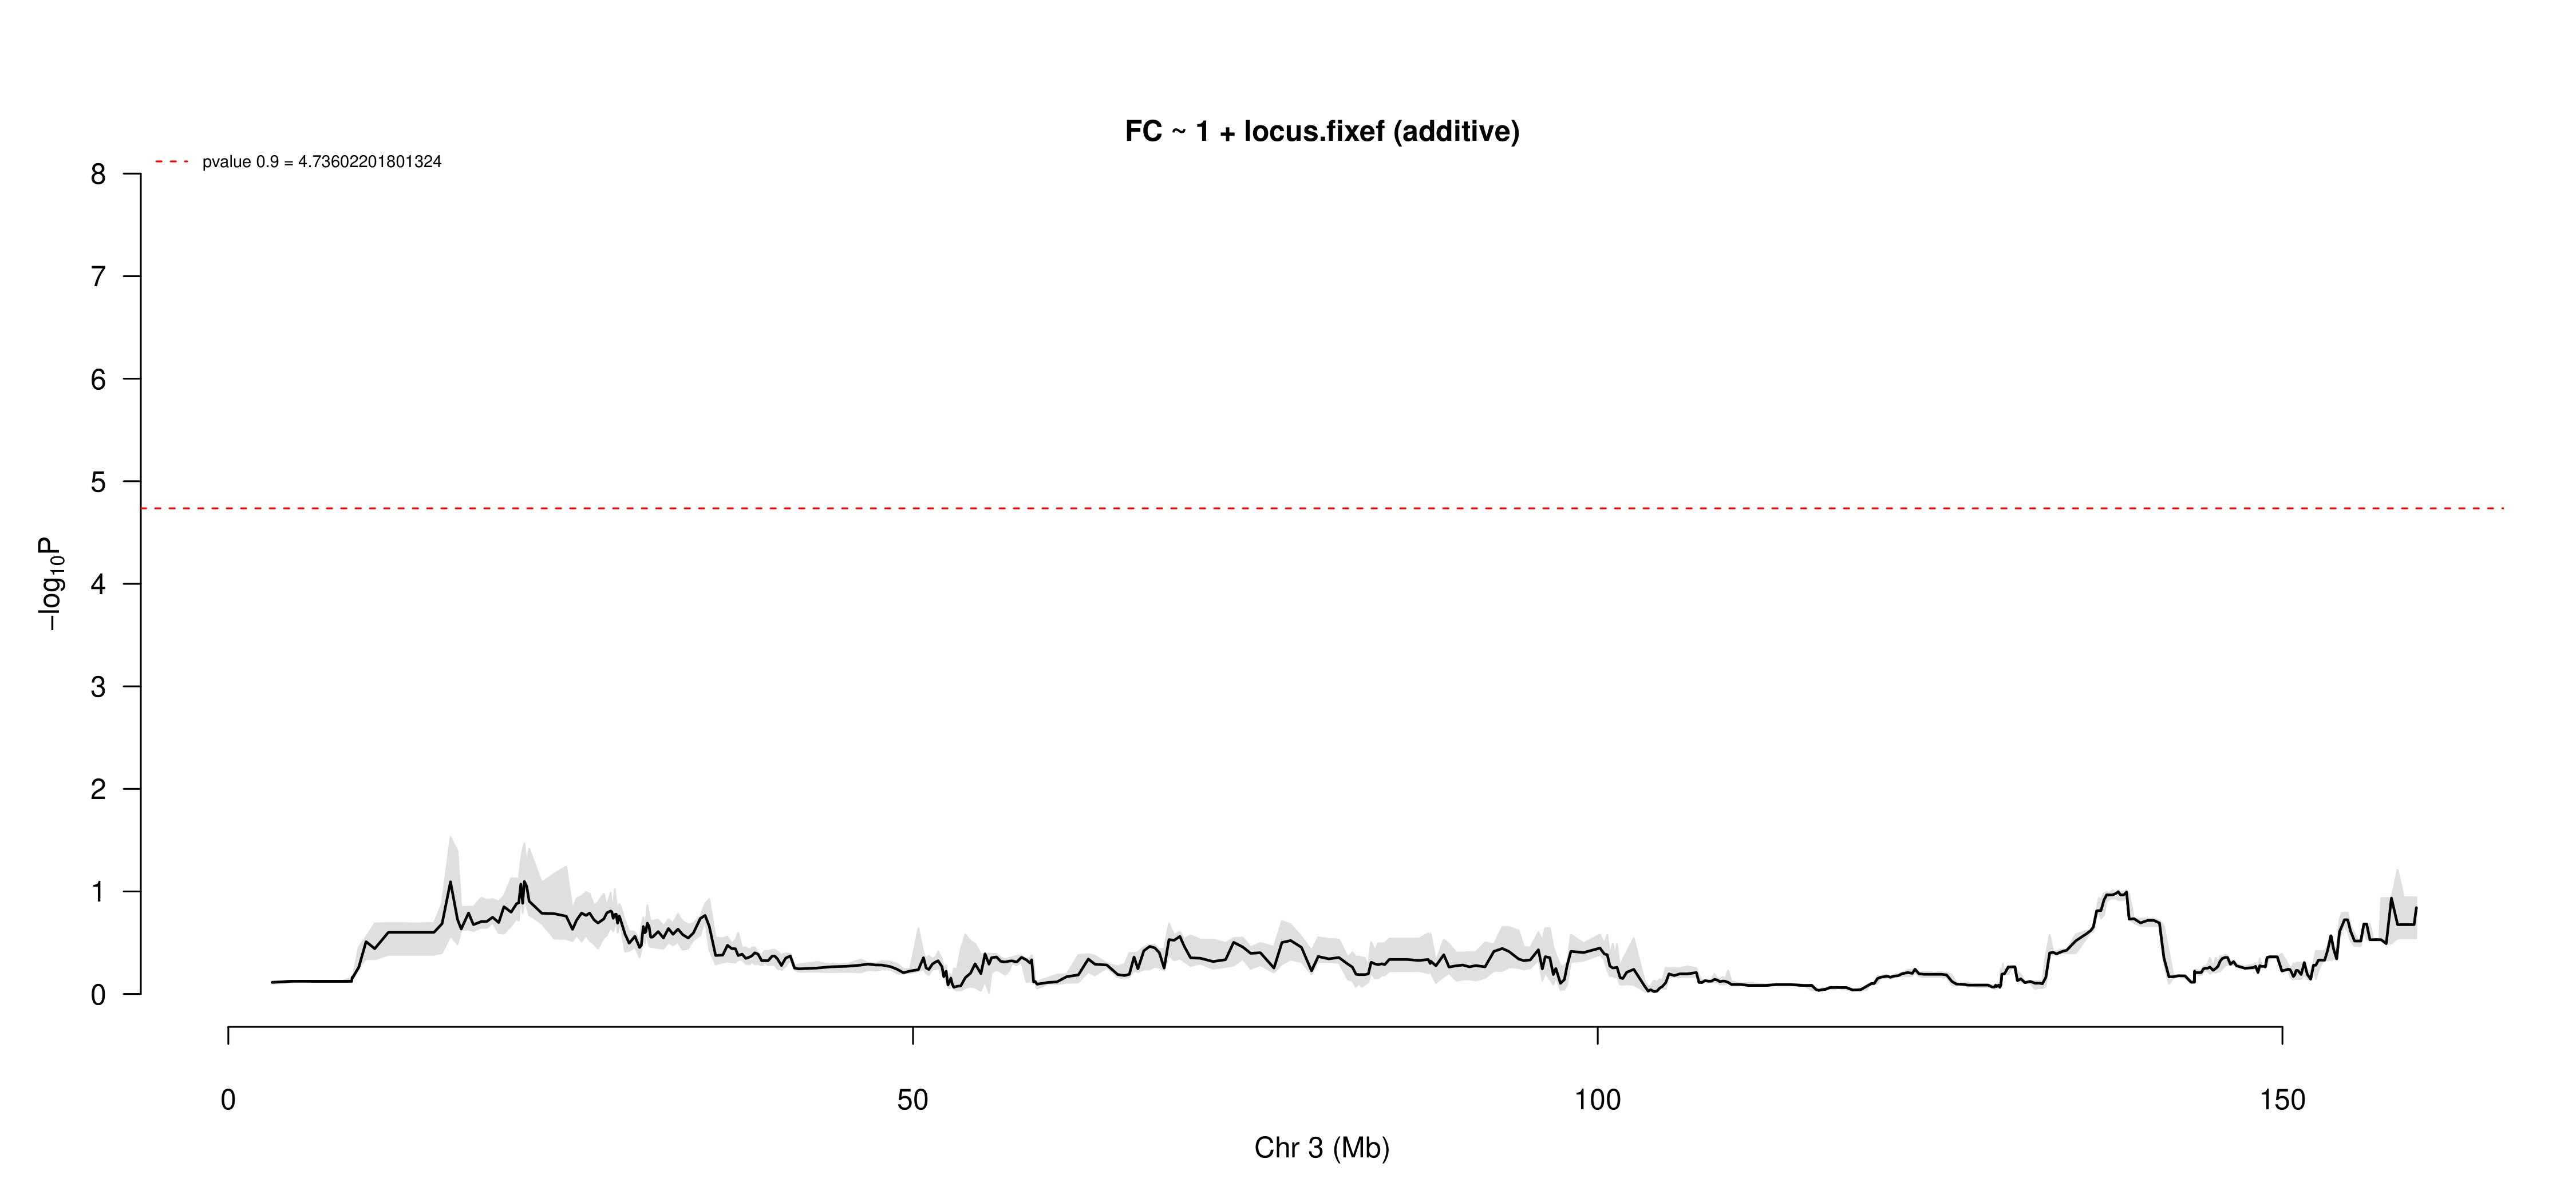 FC ~ 1 + locus.fixef (additive)
pvalue 0.9 = 4.73602201801324
8
7
6
5
4
3
2
1
0
−log10P
0 50 100 150
Chr 3 (Mb)